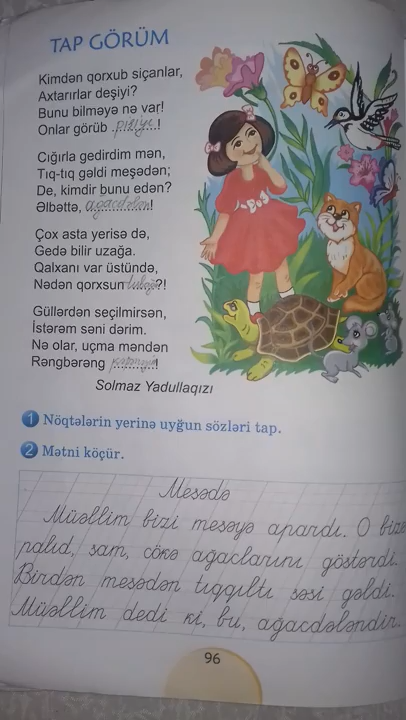 TAP GÖRÜM
Kimdən qorxub siçanlar,
Axtarırlar deşiyi?
Bunu bilməyə nə var!
Onlar görüb pişiyi!
Cığırla gedirdim mən,
Tıq-tıq gəldi meşədən;
De, kimdir bunu edən?
Əlbəttə, ağacdələn!
Çox asta yerisə də,
Gedə bilir uzağa.
Qalxanı var üstündə,
Nədən qorxsun tısbağa?!
Güllərdən seçilmirsən,
İstərəm səni dərim.
Nə olar, uçma məndən
Rəngbərəng !
Solmaz Yadullaqızı
1 Nöqtələrin yerinə uyğun sözləri tap.
2 Mətni köçür.
Meşədə
Müəllim bizi meşəyə apardı. O bizə
palıd, şam, cökə ağaclarını göstərdi.
Birdən meşədən tıqqıltı səsi gəldi.
Müəllim dedi ki, bu, ağacdələndir.
96